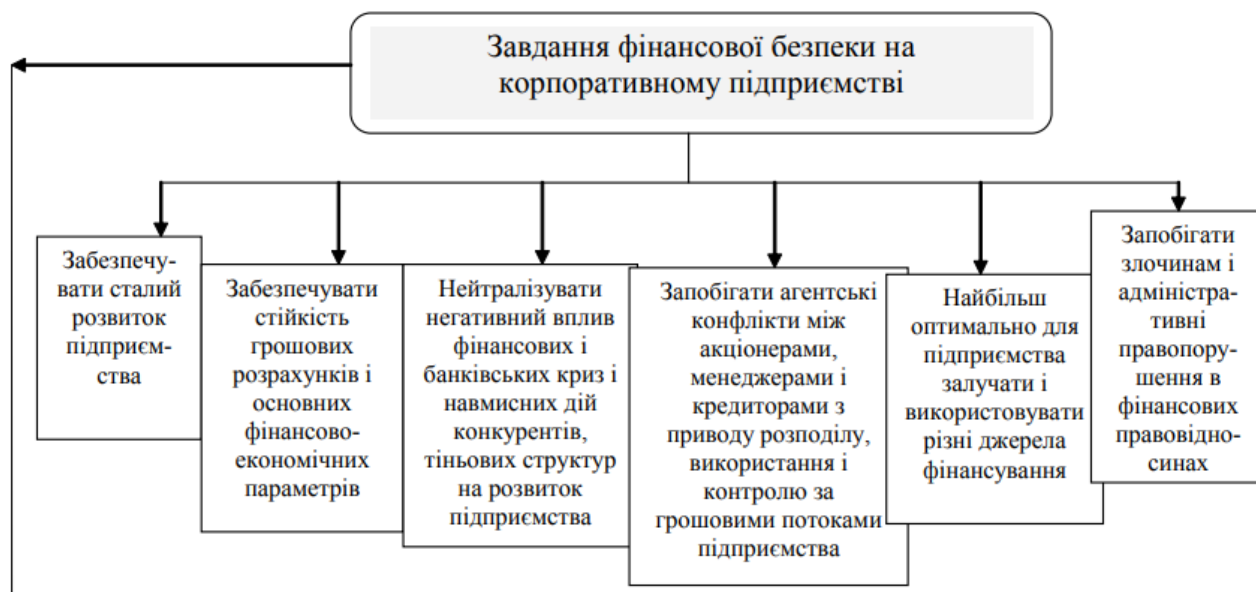 Завдання фінансової безпеки на
корпоративному підприємстві
Забезпечу-
вати сталий
розвиток
підприєм-
ства
Забезпечувати
стійкість
грошових
розрахунків і
основних
фінансово-
економічних
параметрів
Нейтралізувати
негативний вплив
фінансових і
банківських криз і
навмисних дій
конкурентів,
тіньових структур
на розвиток
підприємства
Запобігати агентські
конфлікти між
акціонерами,
менеджерами і
кредиторами з
приводу розподілу,
використання і
контролю за
грошовими потоками
підприємства
Найбільш
оптимально для
підприємства
залучати і
використовувати
різні джерела
фінансування
Запобігати
злочинам і
адміністра-
тивні
правопору-
шення в
фінансових
правовідно-
синах